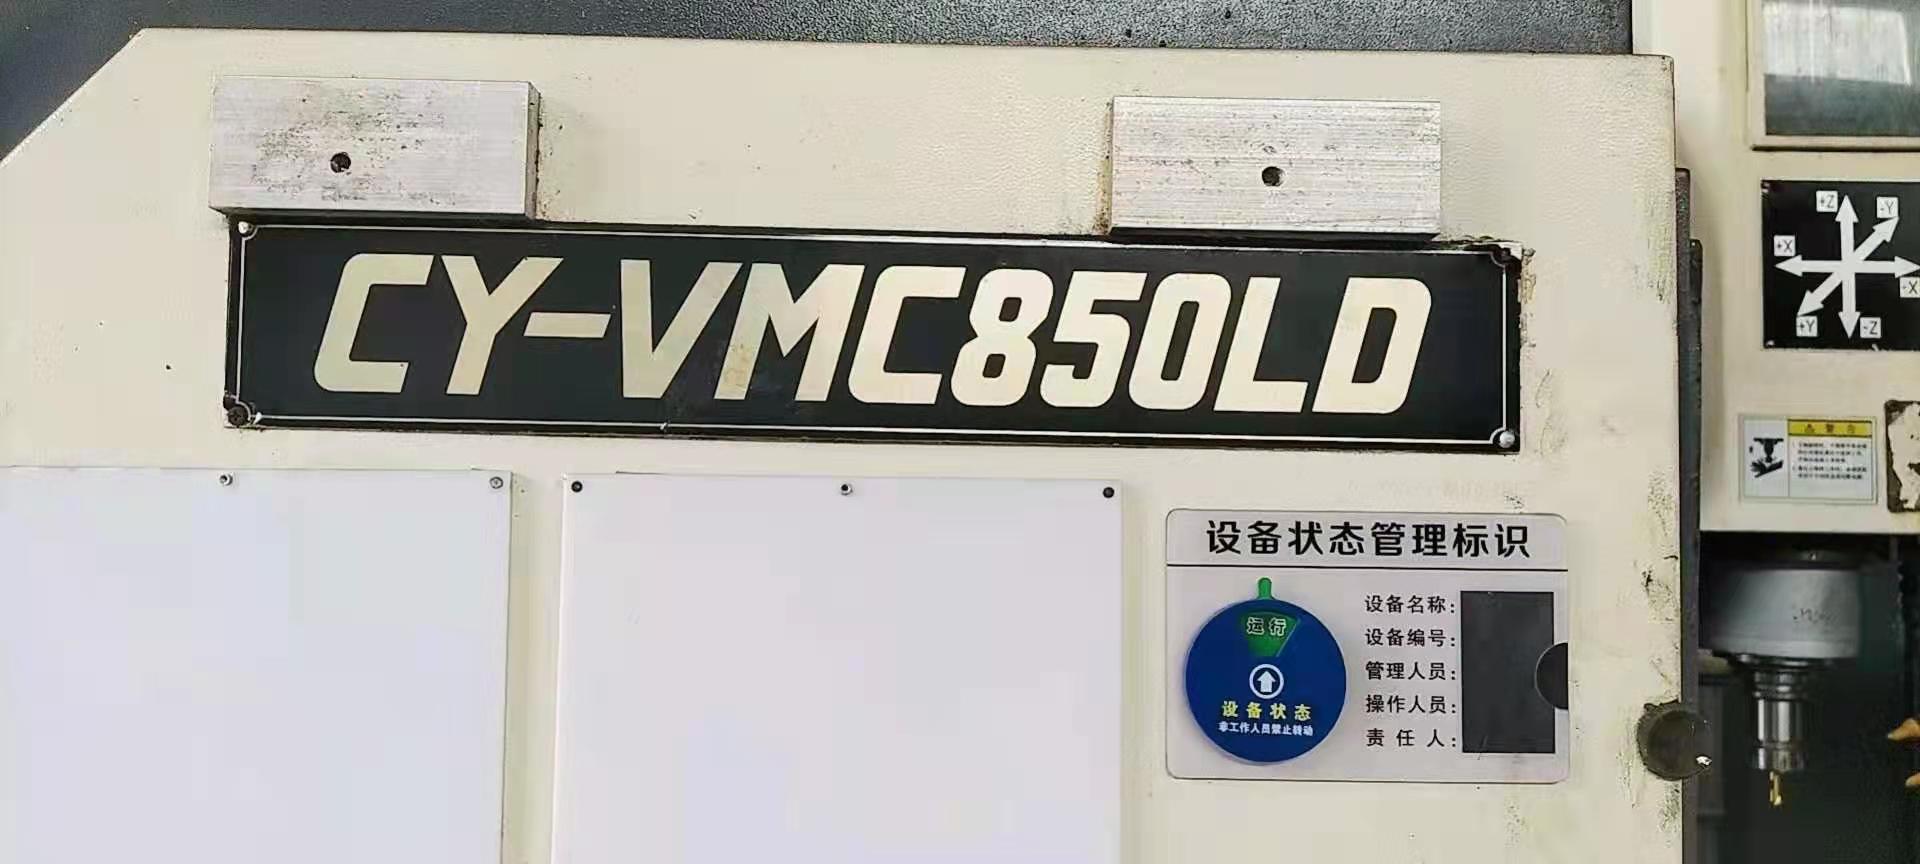 CY-VMC850LD
+Z
-Y
+X
-X
+Y
-Z
警告
设备状态管理标识
运行
设备状态
非工作人员禁止转动
设备名称:
设备编号:
管理人员:
操作人员:
责任人: